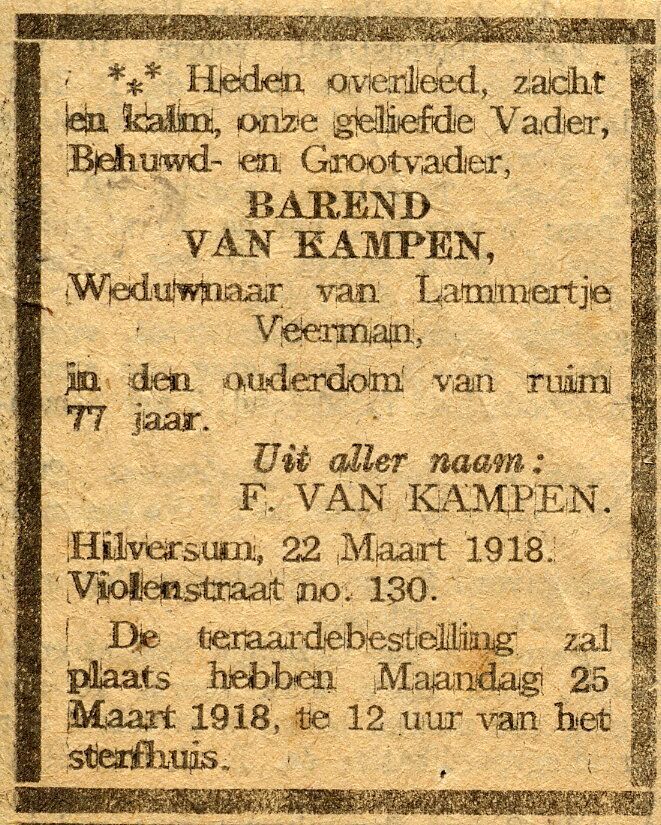 *** Heden overleed, zacht
en kalm, onze geliefde Vader,
Behuwd- en Grootvader,
BAREND
VAN KAMPEN,
Weduwnaar van Lammertje
Veerman,
in den ouderdom van ruim
77 jaar.
Uit aller naam:
F. VAN KAMPEN.
Hilversum, 22 Maart 1918.
Violenstraat no. 130.
De teraardebestelling zal
plaats hebben Maandag 25
Maart 1918, te 12 uur van het
sterfhuis.